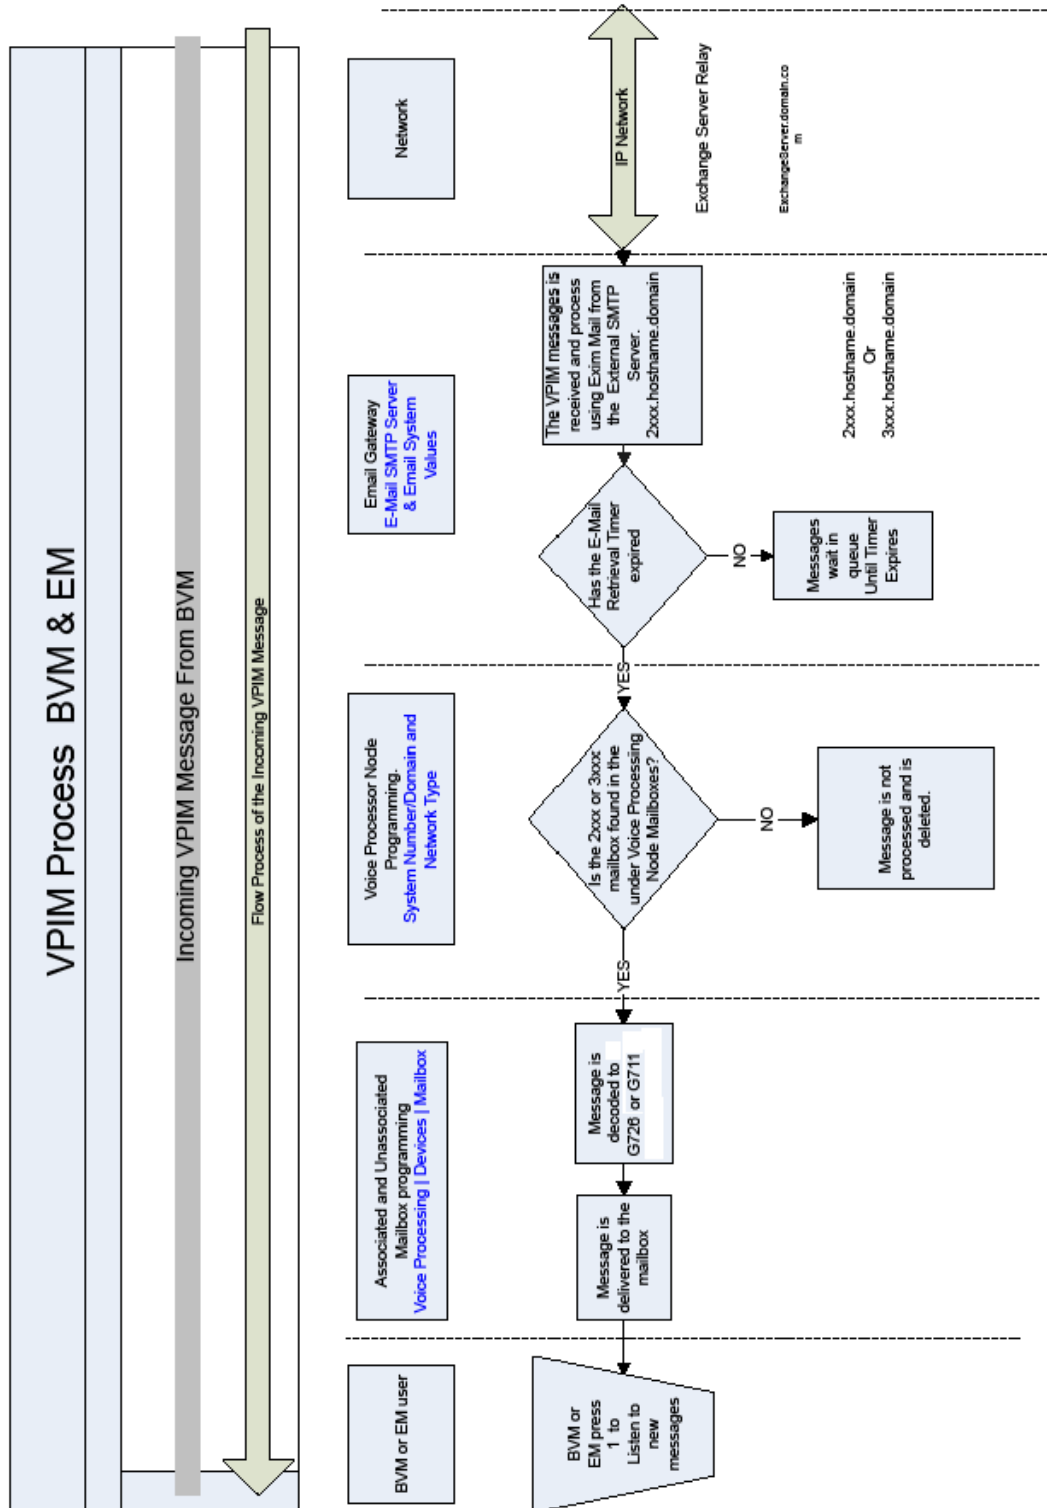 VPIM Process BVM & EM
Incoming VPIM Message From BVM
Flow Process of the Incoming VPIM Message
BVM or EM user
Associated and Unassociated
Mailbox programming
Voice Processing | Devices | Mailbox
Voice Processor Node
Programming.
System Number/Domain and
Network Type
Email Gateway
E-Mail SMTP Server
& Email System
Values
Network
BVM or
EM press
1 to
Listen to
new
messages
Message is
delivered to the
mailbox
Message is
decoded to
G726 or G711
YES
Is the 2xxx or 3xxx
mailbox found in the
under Voice Processing
Node Mailboxes?
NO
Message is not
processed and is
deleted.
YES
Has the E-Mail
Retrieval Timer
expired
NO
Messages
wait in
queue
Until Timer
Expires
The VPIM messages is
received and process
using Exim Mail from
the External SMTP
Server.
2xxx.hostname.domain
2xxx.hostname.domain
Or
3xxx.hostname.domain
IP Network
Exchange Server Relay
ExchangeServer.domain.co
m